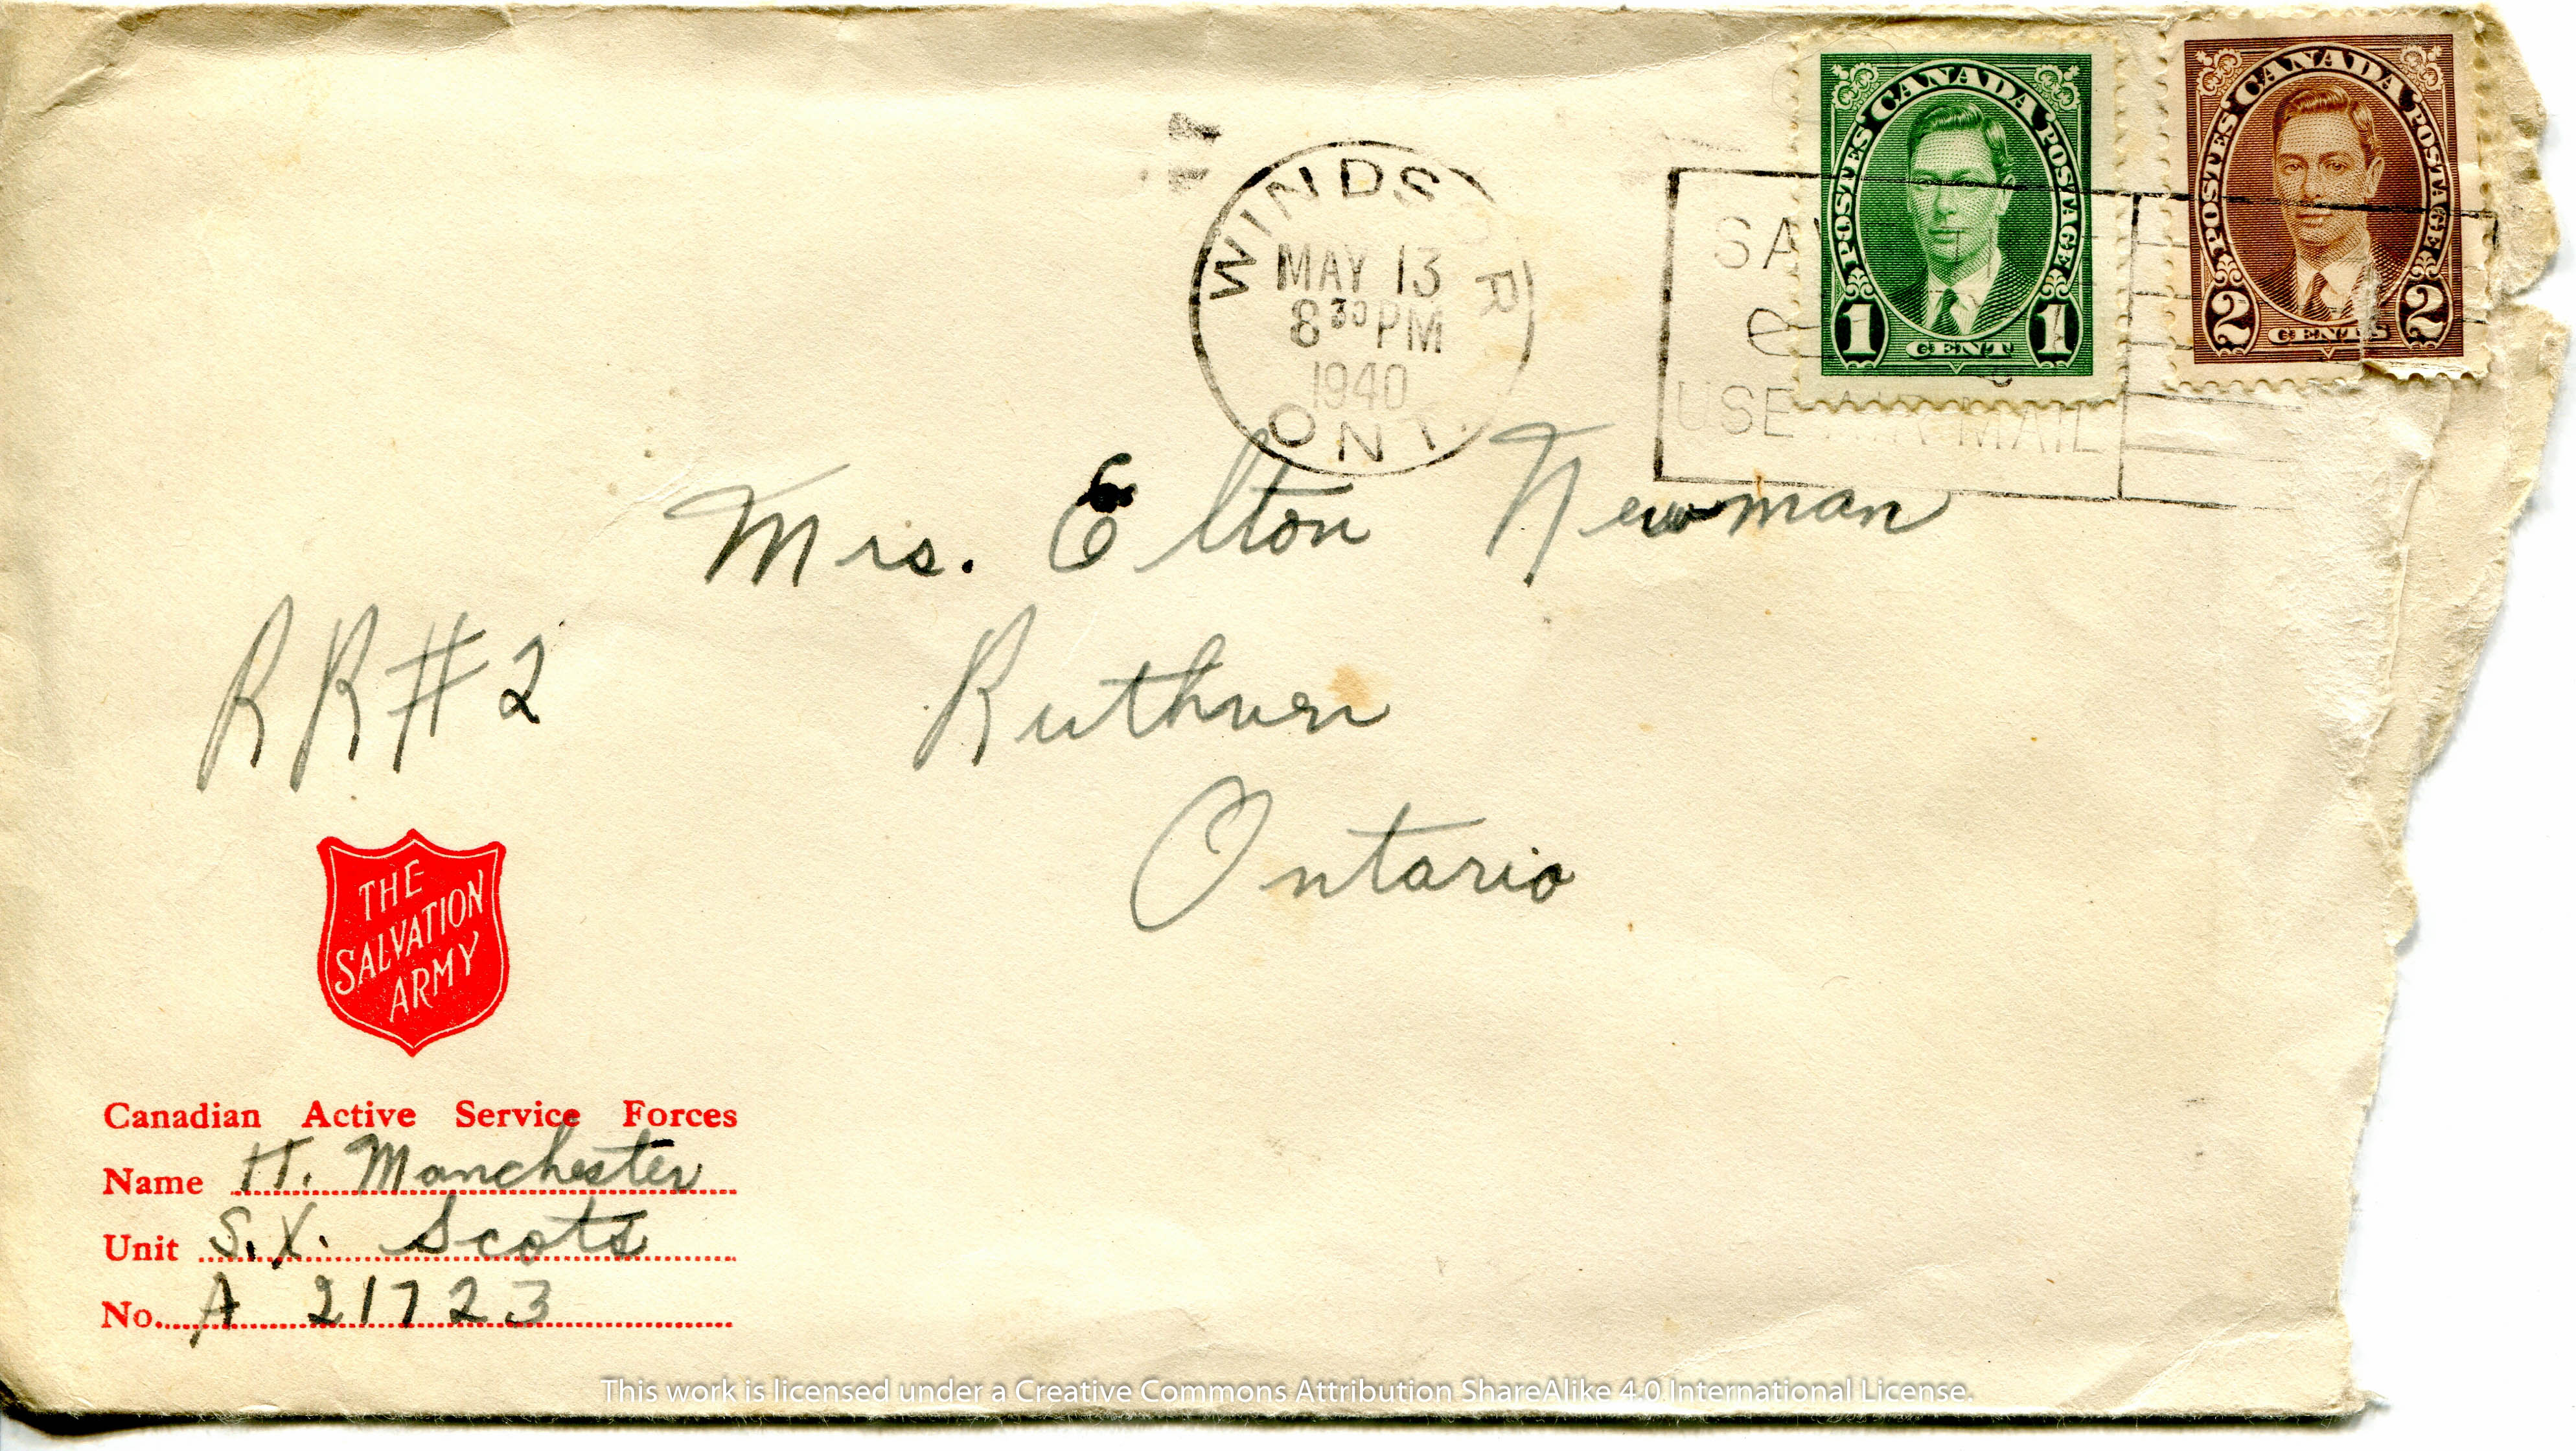 POSTES CANADA POSTAGE
1 CENT 1
POSTES CANADA POSTAGE
2 CENTS 2
WINDSOR
MAY 13
8 30 PM
1940
ONT.
USE AIR MAIL
Mrs. Elton Newman
RR#2 Ruthven
Ontario
THE
SALVATION
ARMY
Canadian Active Service Forces
Name H. Manchester
Unit S.X. Scots
No. A 21723
This work is licensed under a Creative Commons Attribution ShareAlike 4.0 International License.